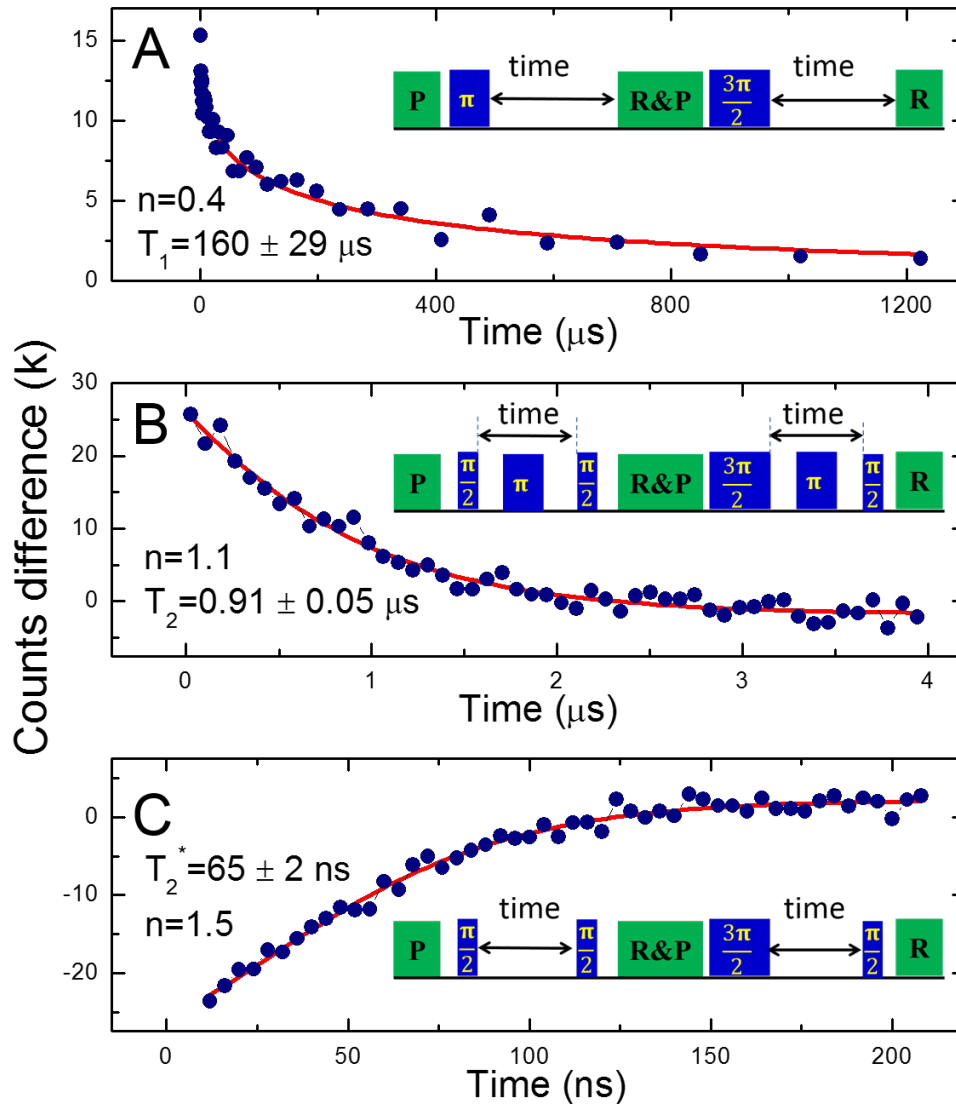 Counts difference (k)
A
15
10
5
0
n=0.4
T₁=160 ± 29 μs
P
π
time
R&P
3π/2
time
R
0
400
800
1200
Time (μs)
B
30
20
10
0
n=1.1
T₂=0.91 ± 0.05 μs
P
π/2
time
π
π/2
R&P
3π/2
time
π
π/2
R
0
1
2
3
4
Time (μs)
C
0
-10
-20
T₂*=65 ± 2 ns
n=1.5
P
π/2
time
π/2
R&P
3π/2
time
π/2
R
0
50
100
150
200
Time (ns)